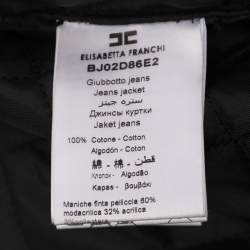 ELISABETTA FRANCHI
BJ02D86E2
Giubbotto jeans
Jeans jacket
سترة جينز
Джинсы куртки
Jaket jeans
100% Cotone - Cotton
Algodón - Coton
綿 - 棉 - قطن
Хлопок - Algodão
Kapas - βαμβάκι
Maniche finta pelliccia 60%
modacrilica 32% acrilica